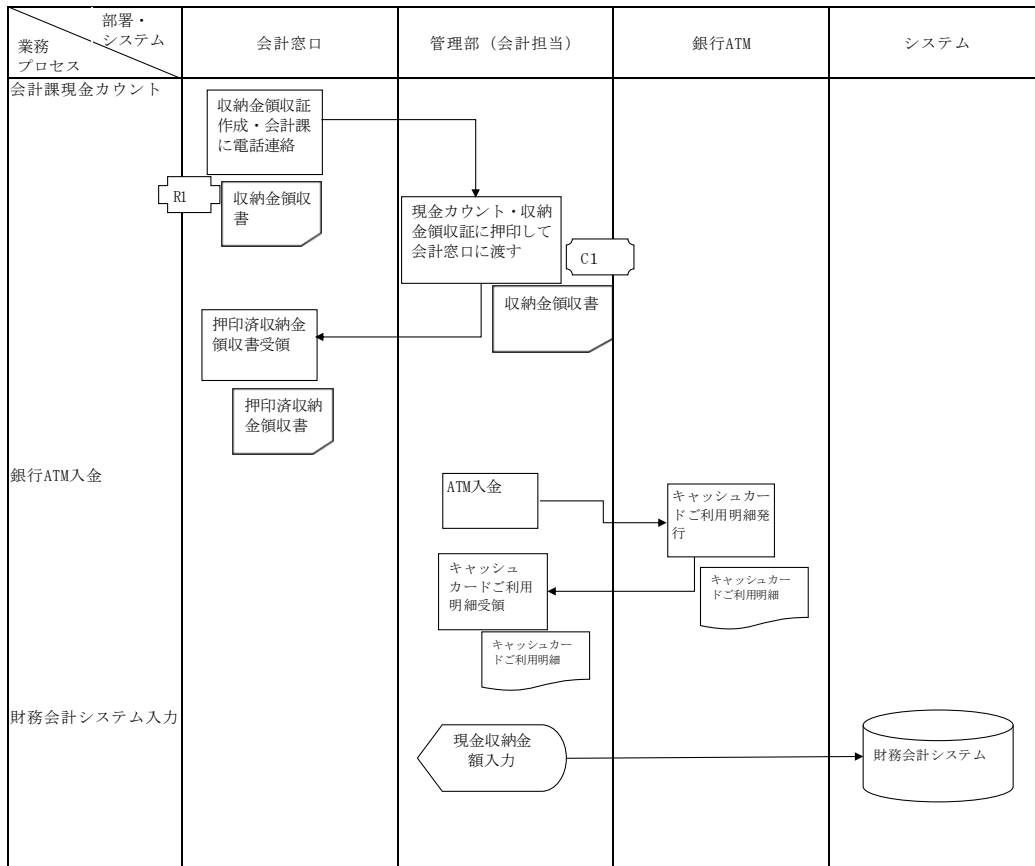 部署・
システム
業務
プロセス
会計窓口
管理部（会計担当）
銀行ATM
システム
会計課現金カウント
収納金領収証
作成・会計課
に電話連絡
R1
収納金領収
書
現金カウント・収納
金領収証に押印して
会計窓口に渡す
C1
収納金領収書
押印済収納金
領収書受領
押印済収納
金領収書
銀行ATM入金
ATM入金
キャッシュカー
ドご利用明細発
行
キャッシュカー
ドご利用明細
キャッシュ
カードご利用
明細受領
キャッシュカー
ドご利用明細
財務会計システム入力
現金収納金
額入力
財務会計システム